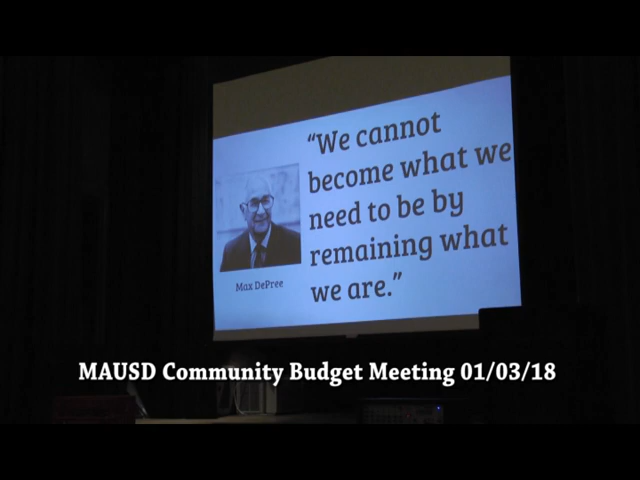 “We cannot
become what we
need to be by
remaining what
we are.”
Max DePree
MAUSD Community Budget Meeting 01/03/18